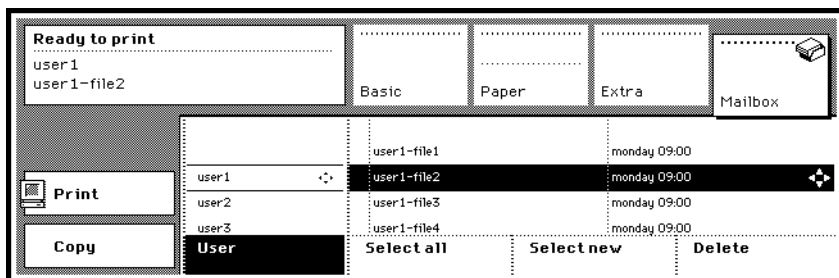 Ready to print
user1
user1-file2
Basic
Paper
Extra
Mailbox
user1-file1 monday 09:00
user1 user1-file2 monday 09:00
user2 user1-file3 monday 09:00
user3 user1-file4 monday 09:00
Print
Copy
User Select all Select new Delete